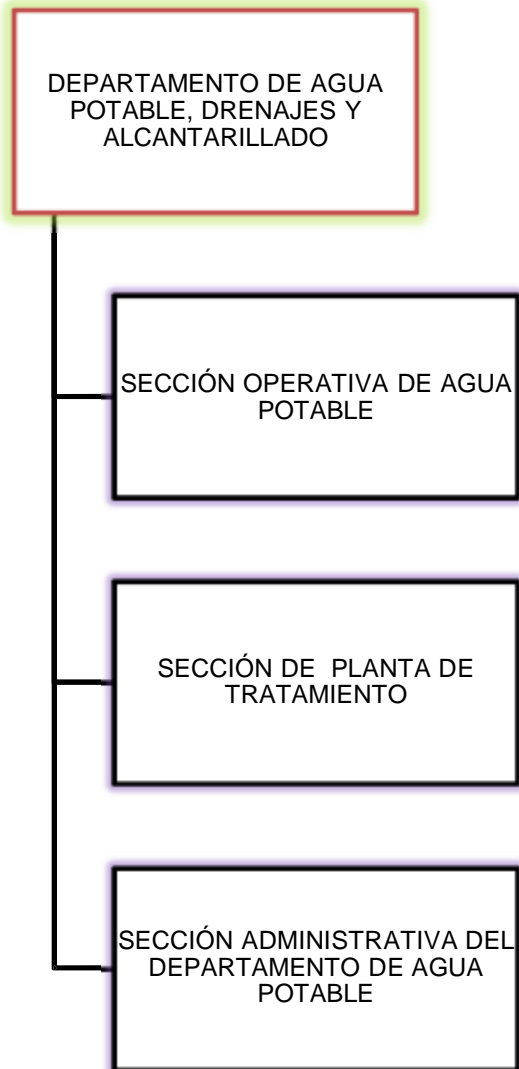 DEPARTAMENTO DE AGUA
POTABLE, DRENAJES Y
ALCANTARILLADO
SECCIÓN OPERATIVA DE AGUA
POTABLE
SECCIÓN DE PLANTA DE
TRATAMIENTO
SECCIÓN ADMINISTRATIVA DEL
DEPARTAMENTO DE AGUA
POTABLE